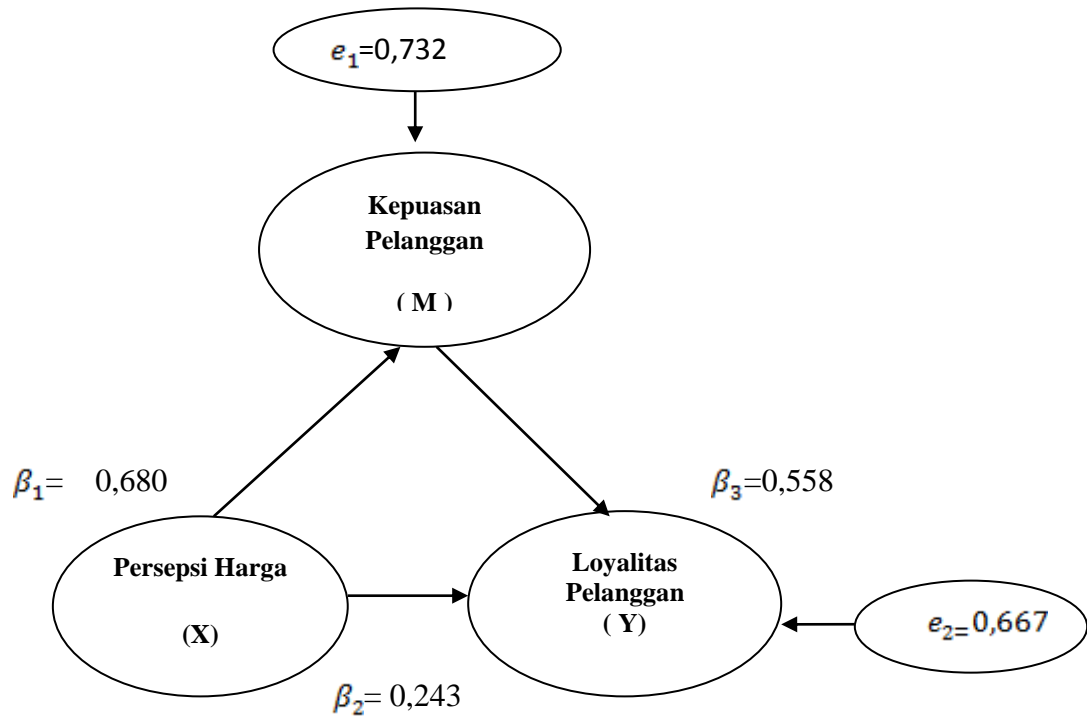 e₁=0,732
Kepuasan
Pelanggan
( M )
β₁= 0,680
β₃=0,558
Persepsi Harga
(X)
Loyalitas
Pelanggan
( Y)
e₂₌ 0,667
β₂= 0,243